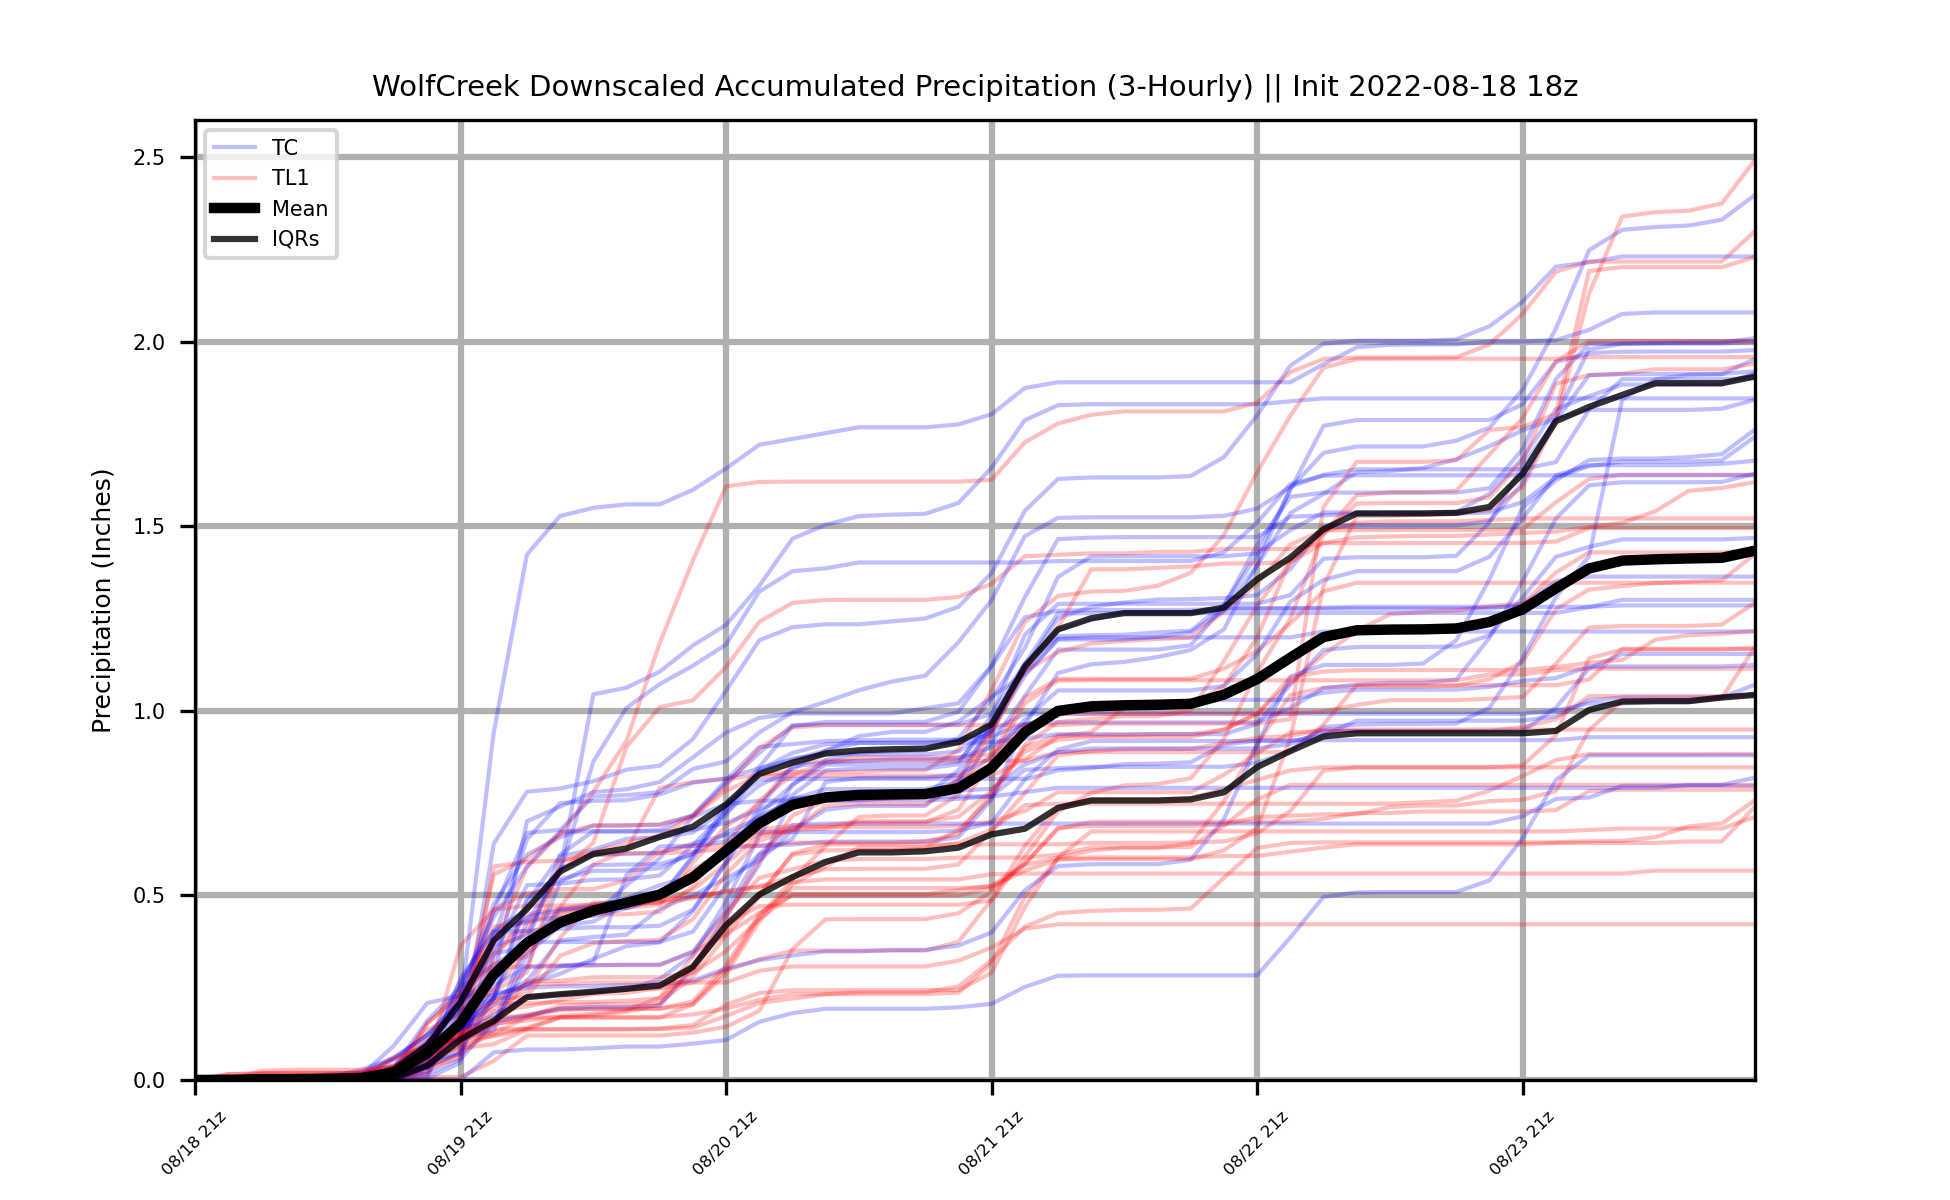 WolfCreek Downscaled Accumulated Precipitation (3-Hourly) || Init 2022-08-18 18z
TC
TL1
Mean
IQRs
Precipitation (Inches)
2.5
2.0
1.5
1.0
0.5
0.0
08/18 21z
08/19 21z
08/20 21z
08/21 21z
08/22 21z
08/23 21z